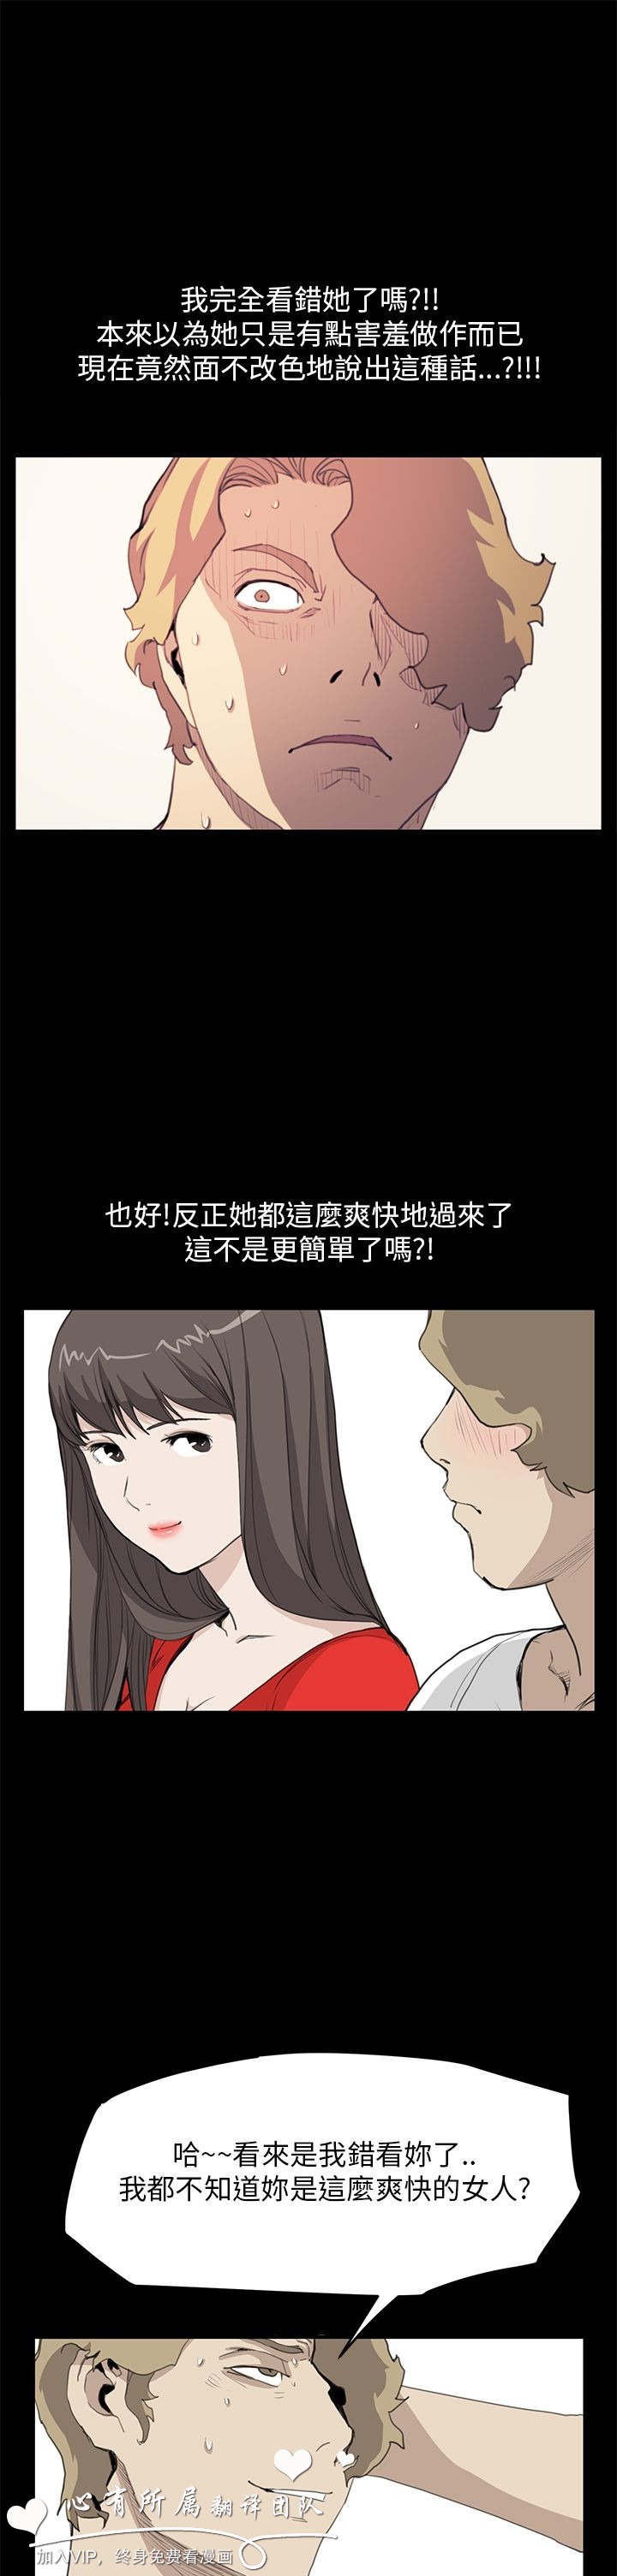 我完全看錯她了嗎?!!
本來以為她只是有點害羞做作而已
現在竟然面不改色地說出這種話...?!!!
也好!反正她都這麼爽快地過來了
這不是更簡單了嗎?!
哈~~看來是我錯看妳了..
我都不知道妳是這麼爽快的女人?
心有所属翻译团队
加入VIP，终身免费看漫画